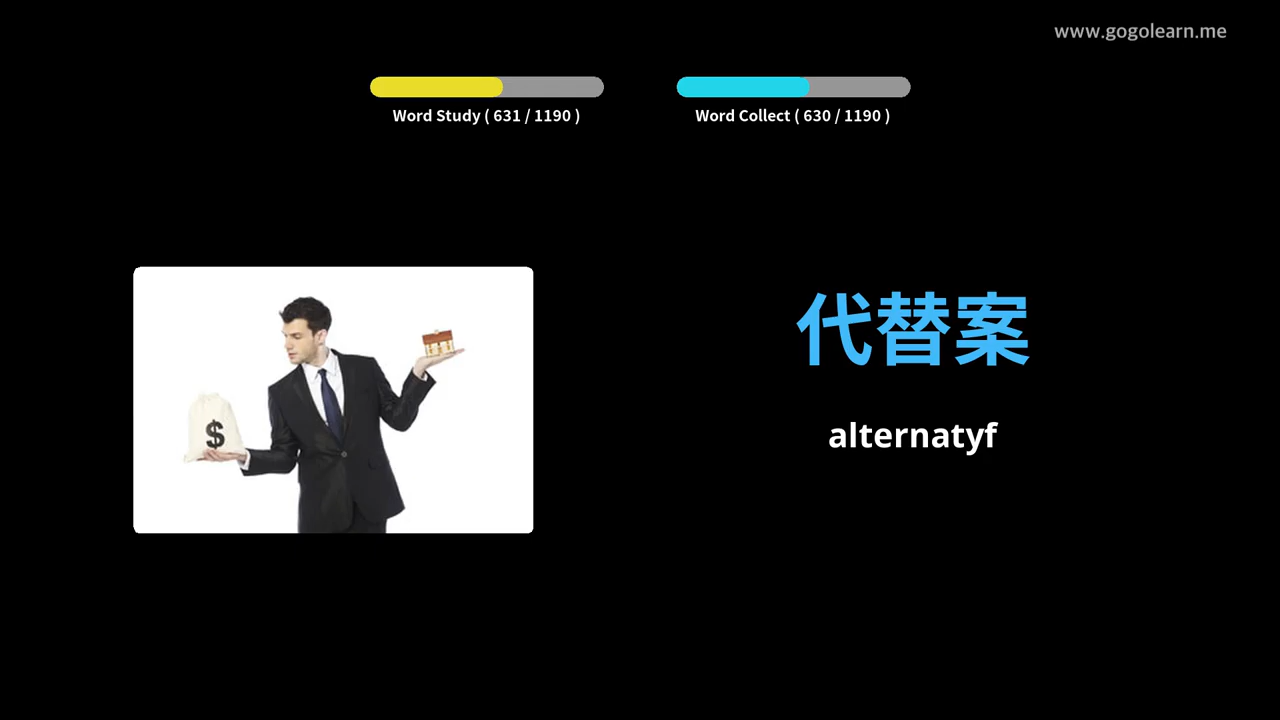 www.gogolearn.me
Word Study ( 631 / 1190 )
Word Collect ( 630 / 1190 )
$
代替案
alternatyf